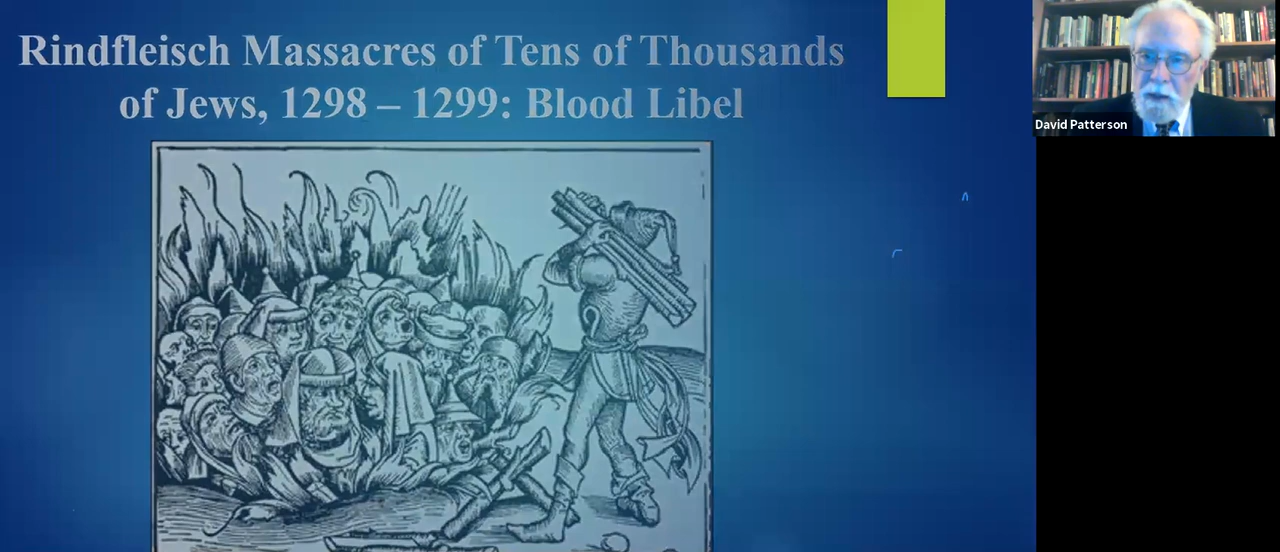 Rindfleisch Massacres of Tens of Thousands
of Jews, 1298 – 1299: Blood Libel
David Patterson